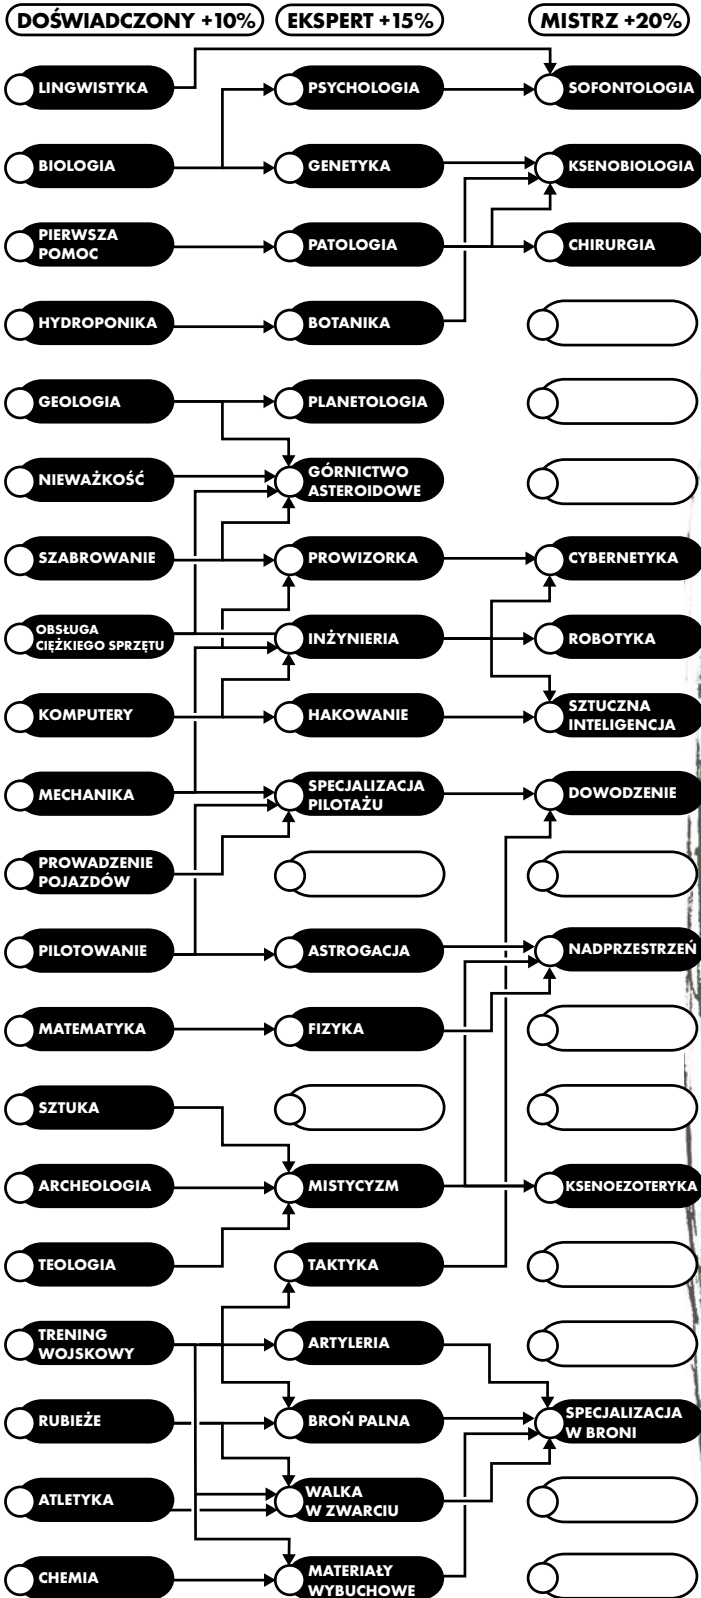 DOŚWIADCZONY +10%
EKSPERT +15%
MISTRZ +20%
LINGWISTYKA
PSYCHOLOGIA
SOFONTOLOGIA
BIOLOGIA
GENETYKA
KSENOBIOLOGIA
PIERWSZA
POMOC
PATOLOGIA
CHIRURGIA
HYDROPONIKA
BOTANIKA
GEOLOGIA
PLANETOLOGIA
NIEWAŻKOŚĆ
GÓRNICTWO
ASTEROIDOWE
SZABROWANIE
PROWIZORKA
CYBERNETYKA
OBSŁUGA
CIĘŻKIEGO SPRZĘTU
INŻYNIERIA
ROBOTYKA
KOMPUTERY
HAKOWANIE
SZTUCZNA
INTELIGENCJA
MECHANIKA
SPECJALIZACJA
PILOTAŻU
DOWODZENIE
PROWADZENIE
POJAZDÓW
PILOTOWANIE
ASTROGACJA
NADPRZESTRZEŃ
MATEMATYKA
FIZYKA
SZTUKA
ARCHEOLOGIA
MISTYCYZM
KSENOEZOTERYKA
TEOLOGIA
TAKTYKA
TRENING
WOJSKOWY
ARTYLERIA
RUBIEŻE
BROŃ PALNA
SPECJALIZACJA
W BRONI
ATLETYKA
WALKA
W ZWARCIU
CHEMIA
MATERIAŁY
WYBUCHOWE